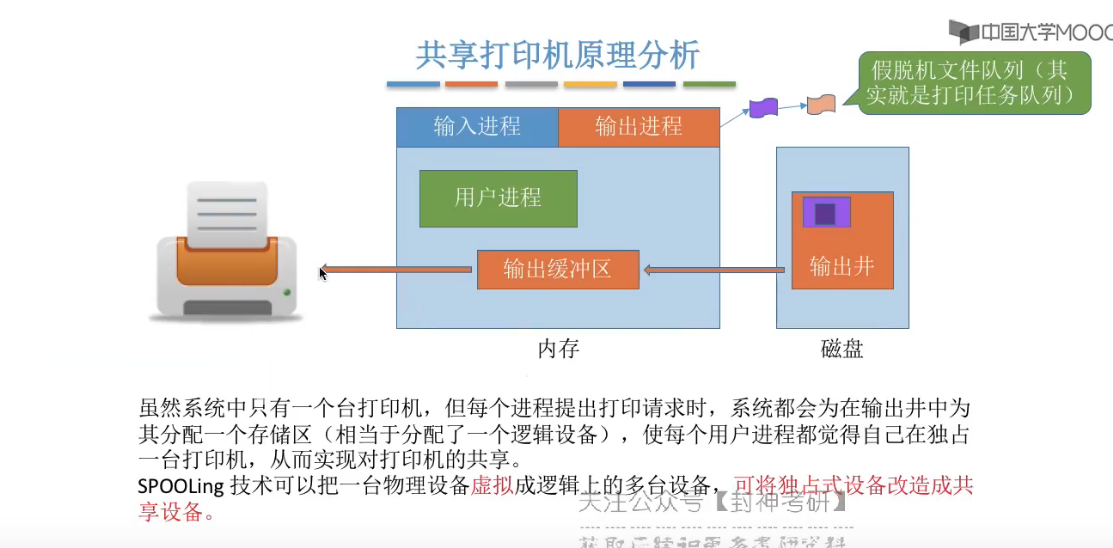 中国大学MOOC
共享打印机原理分析
假脱机文件队列（其
实就是打印任务队列）
输入进程
输出进程
用户进程
输出缓冲区
输出井
内存
磁盘
虽然系统中只有一个台打印机，但每个进程提出打印请求时，系统都会为在输出井中为
其分配一个存储区（相当于分配了一个逻辑设备），使每个用户进程都觉得自己在独占
一台打印机，从而实现对打印机的共享。
SPOOLing 技术可以把一台物理设备虚拟成逻辑上的多台设备，可将独占式设备改造成共
享设备。
关注公众号【封神考研】